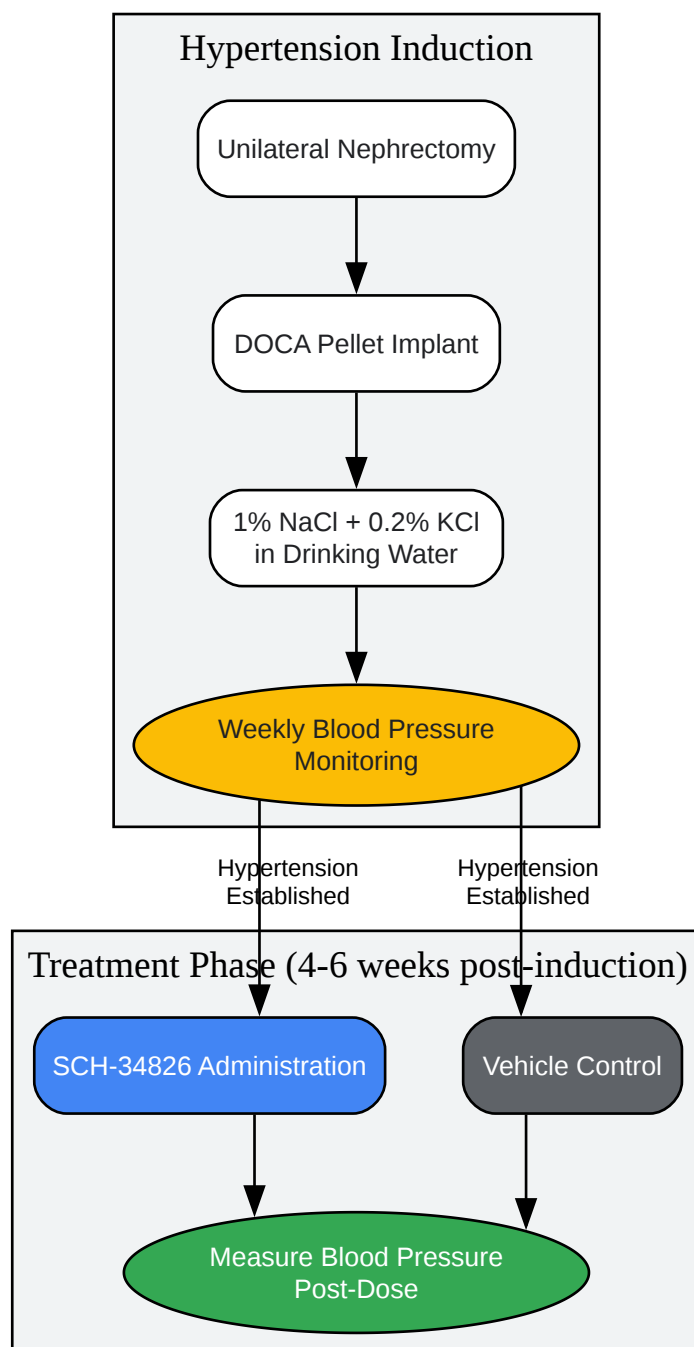 Hypertension Induction
Unilateral Nephrectomy
DOCA Pellet Implant
1% NaCl + 0.2% KCl
in Drinking Water
Weekly Blood Pressure
Monitoring
Hypertension
Established
Hypertension
Established
Treatment Phase (4-6 weeks post-induction)
SCH-34826 Administration
Vehicle Control
Measure Blood Pressure
Post-Dose